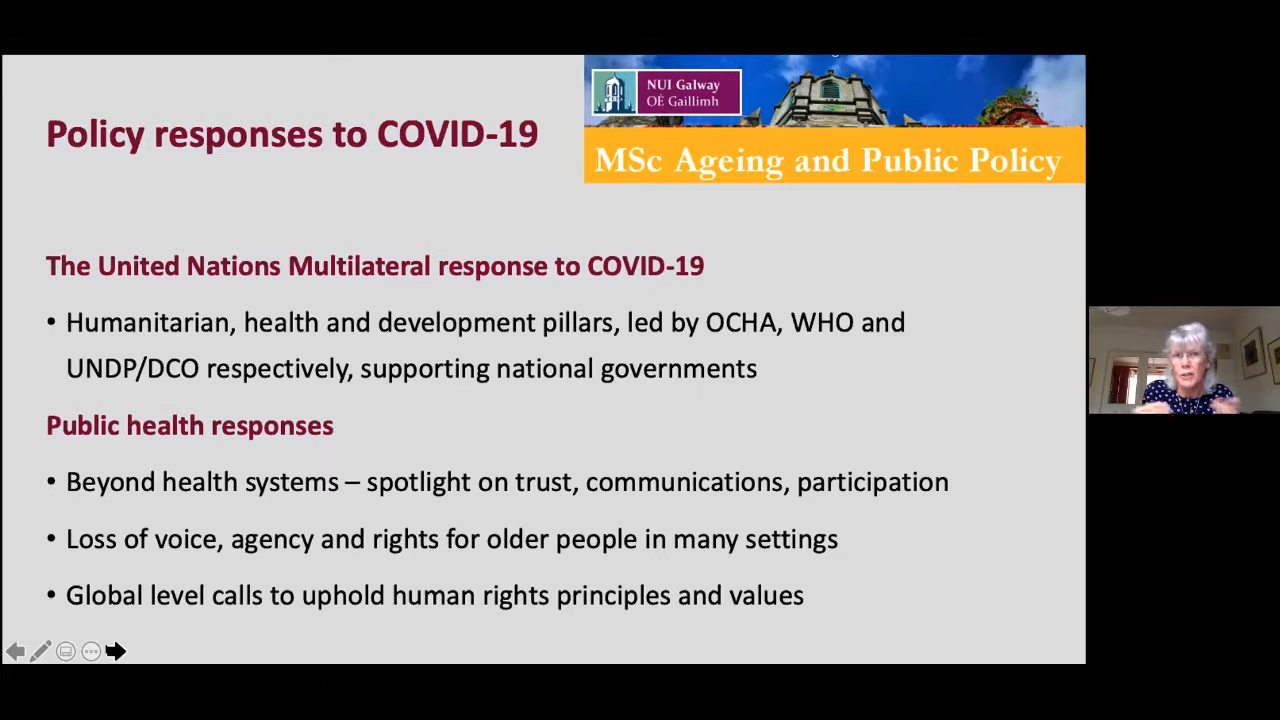 NUI Galway
OÉ Gaillimh
Policy responses to COVID-19
MSc Ageing and Public Policy
The United Nations Multilateral response to COVID-19
• Humanitarian, health and development pillars, led by OCHA, WHO and
UNDP/DCO respectively, supporting national governments
Public health responses
• Beyond health systems – spotlight on trust, communications, participation
• Loss of voice, agency and rights for older people in many settings
• Global level calls to uphold human rights principles and values